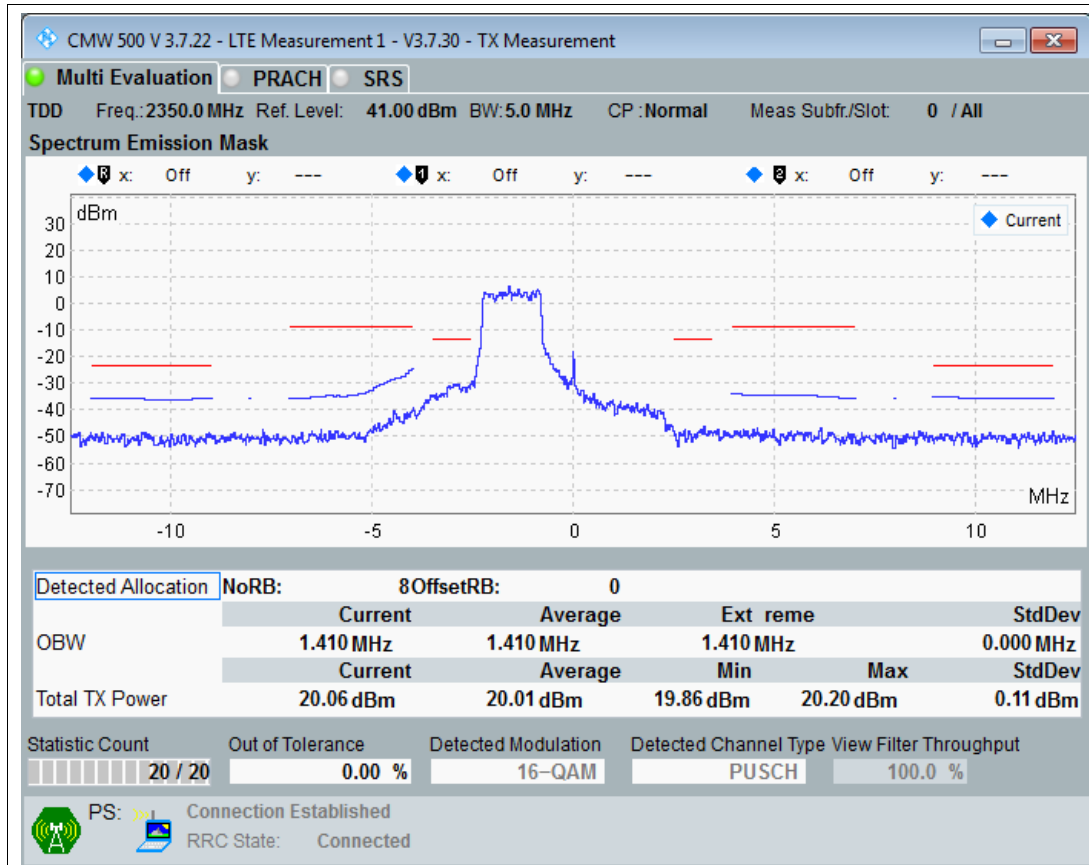 CMW 500 V 3.7.22 - LTE Measurement 1 - V3.7.30 - TX Measurement
Multi Evaluation PRACH SRS
TDD Freq.: 2350.0 MHz Ref. Level: 41.00 dBm BW: 5.0 MHz CP : Normal Meas Subfr./Slot: 0 / All
Spectrum Emission Mask
R x: Off y: --- 1 x: Off y: --- 2 x: Off y: ---
dBm
Current
30
20
10
0
-10
-20
-30
-40
-50
-60
-70
MHz
-10 -5 0 5 10
Detected Allocation NoRB: 8 OffsetRB: 0
Current Average Ext reme StdDev
OBW 1.410 MHz 1.410 MHz 1.410 MHz 0.000 MHz
Current Average Min Max StdDev
Total TX Power 20.06 dBm 20.01 dBm 19.86 dBm 20.20 dBm 0.11 dBm
Statistic Count Out of Tolerance Detected Modulation Detected Channel Type View Filter Throughput
20 / 20 0.00 % 16-QAM PUSCH 100.0 %
PS: Connection Established
RRC State: Connected